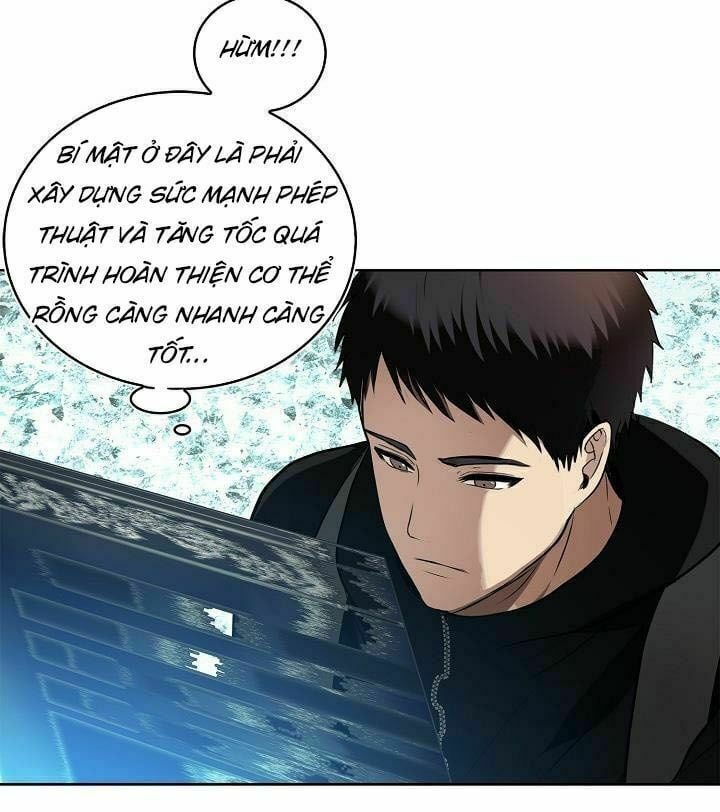 HỪM!!!
BÍ MẬT Ở ĐÂY LÀ PHẢI
XÂY DỰNG SỨC MẠNH PHÉP
THUẬT VÀ TĂNG TỐC QUÁ
TRÌNH HOÀN THIỆN CƠ THỂ
RỒNG CÀNG NHANH CÀNG
TỐT...